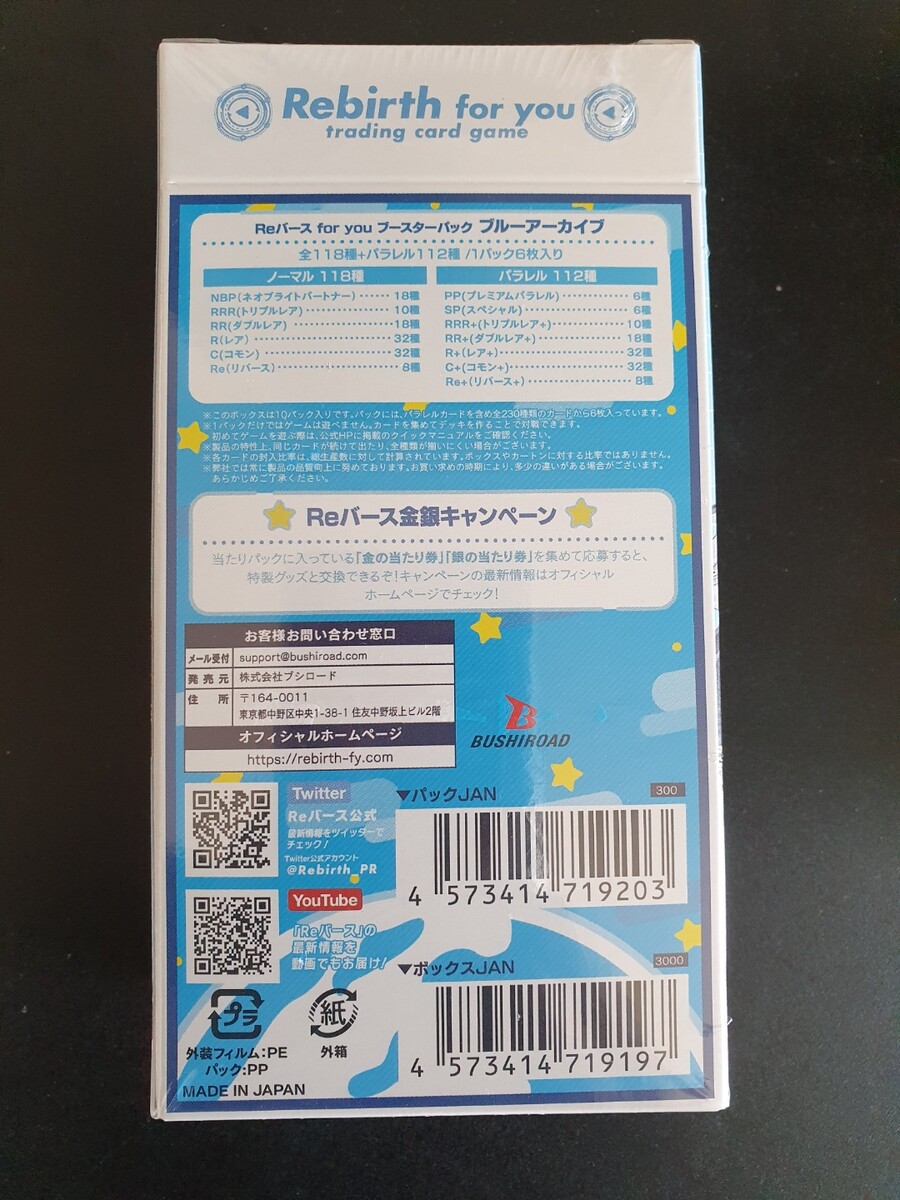 Rebirth for you
trading card game
Reバース for you ブースターパック ブルーアーカイブ
全118種+パラレル112種 /1パック6枚入り
ノーマル 118種
NBP(ネオブライトパートナー)……18種
RRR(トリプルレア)……10種
RR(ダブルレア)……18種
R(レア)……32種
C(コモン)……32種
Re(リバース)……8種
パラレル 112種
PP(プレミアムパラレル)……6種
SP(スペシャル)……6種
RRR+(トリプルレア+)……10種
RR+(ダブルレア+)……18種
R+(レア+)……32種
C+(コモン+)……32種
Re+(リバース+)……8種
※このボックスは10パック入りです。パックには、パラレルカードを含め全230種類のカードから6枚入っています。
※1パックだけではゲームは遊べません。カードを集めてデッキを作ることで対戦できます。
※初めてゲームを遊ぶ際は、公式HPに掲載のクイックマニュアルをご確認ください。
※製品の特性上、同じカードが続けて出たり、全種類が揃いにくい場合がございます。
※各カードの封入比率は、総生産数に対して計算されています。ボックスやカートンに対する比率ではありません。
※弊社では常に製品の品質向上に努めております。お買い求めの時期により、多少の違いがある場合がございます。
あらかじめご了承ください。
Reバース金銀キャンペーン
当たりパックに入っている「金の当たり券」「銀の当たり券」を集めて応募すると、
特製グッズと交換できるぞ!キャンペーンの最新情報はオフィシャル
ホームページでチェック!
お客様お問い合わせ窓口
メール受付 support@bushiroad.com
発売元 株式会社ブシロード
住所 〒164-0011
東京都中野区中央1-38-1 住友中野坂上ビル2階
オフィシャルホームページ
https://rebirth-fy.com
B
BUSHIROAD
Twitter
Reバース公式
最新情報をツイッターで
チェック!
Twitter公式アカウント
@Rebirth_PR
YouTube
「Reバース」の
最新情報を
動画でもお届け!
▼パックJAN
300
4 573414 719203
▼ボックスJAN
3000
4 573414 719197
プラ
外装フィルム:PE
パック:PP
紙
外箱
MADE IN JAPAN